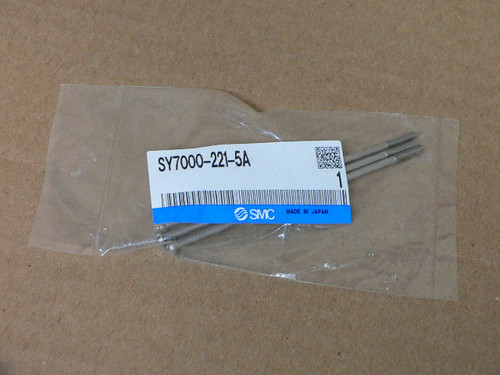 SY7000-221-5A
1
SMC MADE IN JAPAN